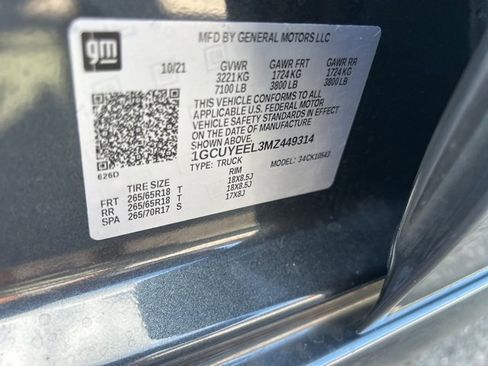 gm
MFD BY GENERAL MOTORS LLC
10/21 GVWR GAWR FRT GAWR RR
3221 KG 1724 KG 1724 KG
7100 LB 3800 LB 3800 LB
THIS VEHICLE CONFORMS TO ALL
APPLICABLE U.S. FEDERAL MOTOR
VEHICLE SAFETY STANDARDS IN EFFECT
ON THE DATE OF MANUFACTURE SHOWN ABOVE.
1GCUYEEL3MZ449314
TYPE: TRUCK MODEL: 34CK10543
626D
TIRE SIZE RIM
FRT 265/65R18 T 18X8.5J
RR 265/65R18 T 18X8.5J
SPA 265/70R17 S 17X8J